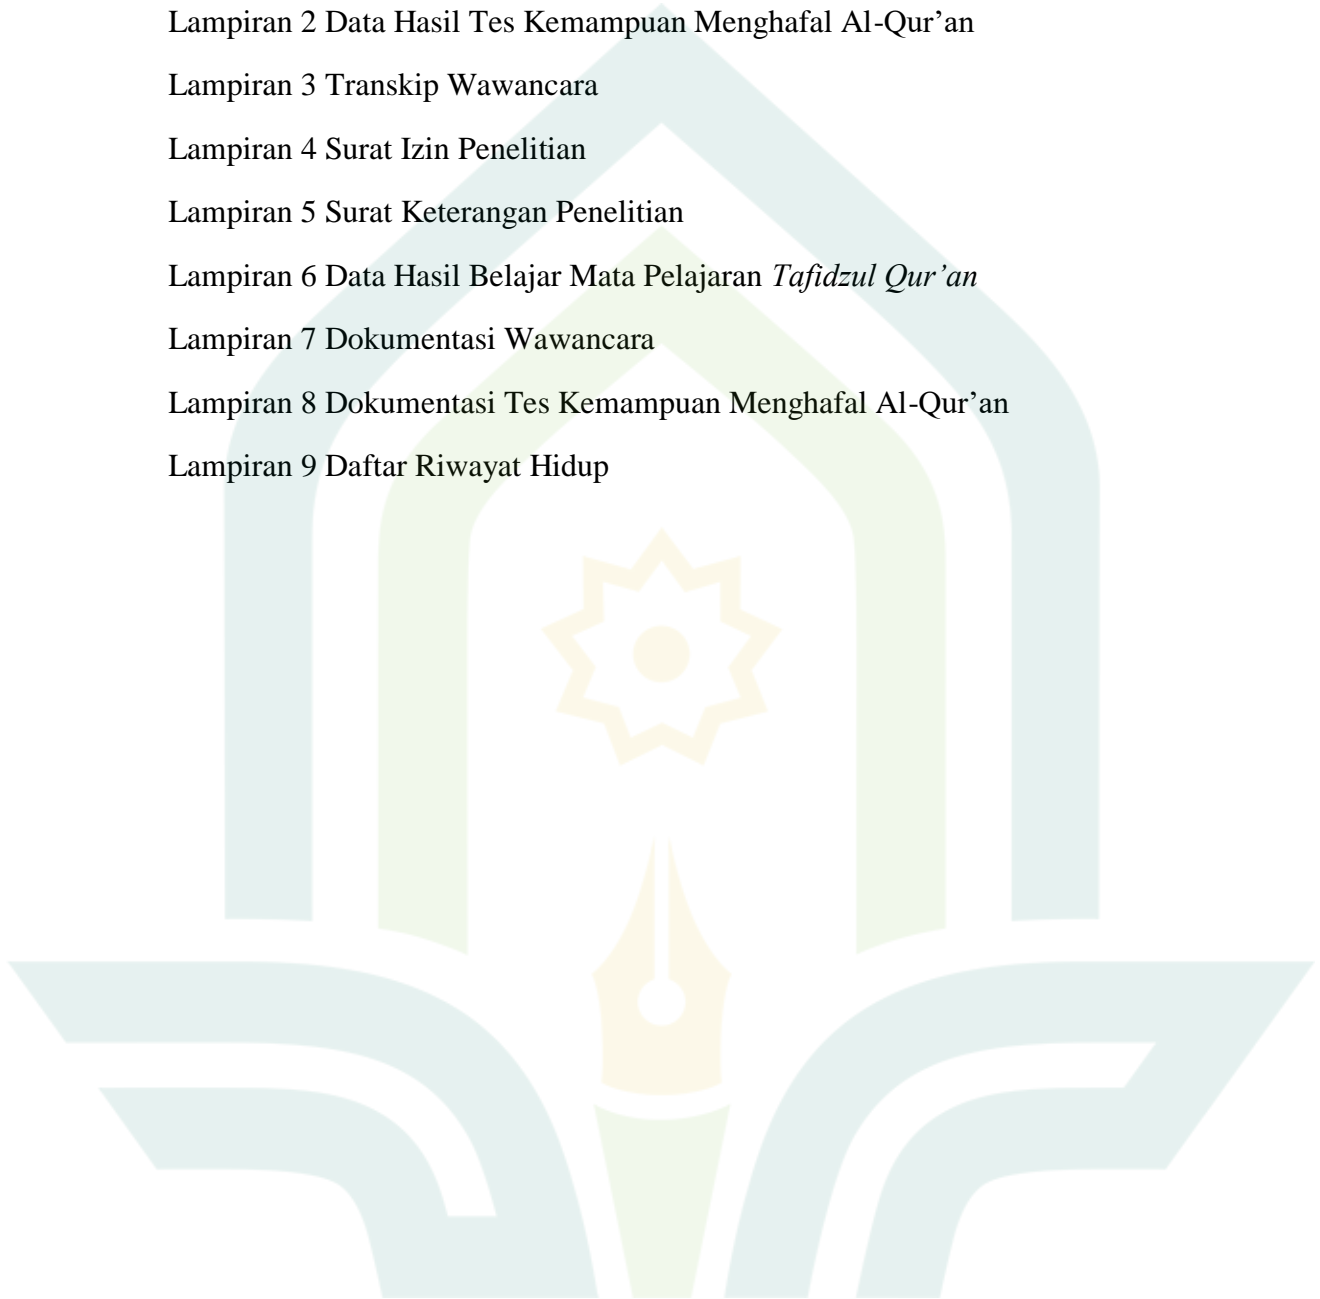 Lampiran 2 Data Hasil Tes Kemampuan Menghafal Al-Qur’an
Lampiran 3 Transkip Wawancara
Lampiran 4 Surat Izin Penelitian
Lampiran 5 Surat Keterangan Penelitian
Lampiran 6 Data Hasil Belajar Mata Pelajaran Tafidzul Qur’an
Lampiran 7 Dokumentasi Wawancara
Lampiran 8 Dokumentasi Tes Kemampuan Menghafal Al-Qur’an
Lampiran 9 Daftar Riwayat Hidup